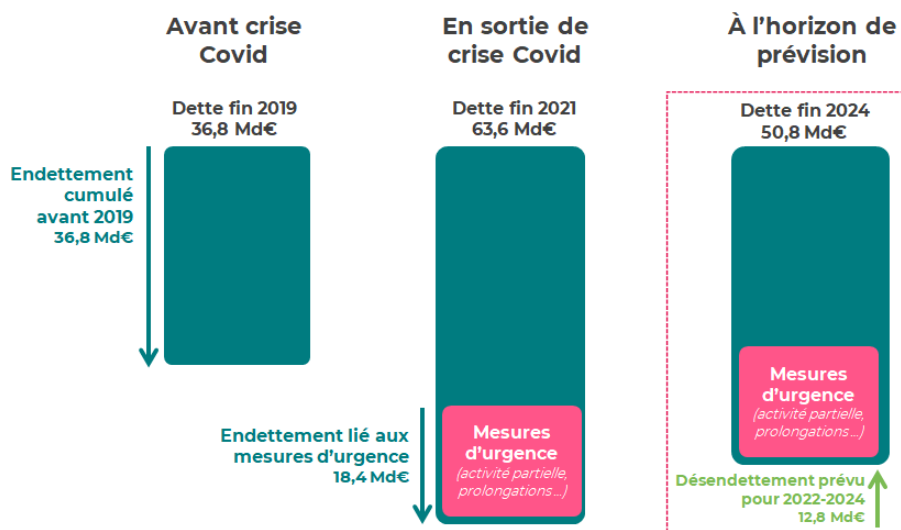 Avant crise
Covid
En sortie de
crise Covid
À l'horizon de
prévision
Dette fin 2019
36,8 Md€
Dette fin 2021
63,6 Md€
Dette fin 2024
50,8 Md€
Endettement
cumulé
avant 2019
36,8 Md€
Endettement lié aux
mesures d'urgence
18,4 Md€
Mesures
d'urgence
(activité partielle,
prolongations...)
Mesures
d'urgence
(activité partielle,
prolongations...)
Désendettement prévu
pour 2022-2024
12,8 Md€